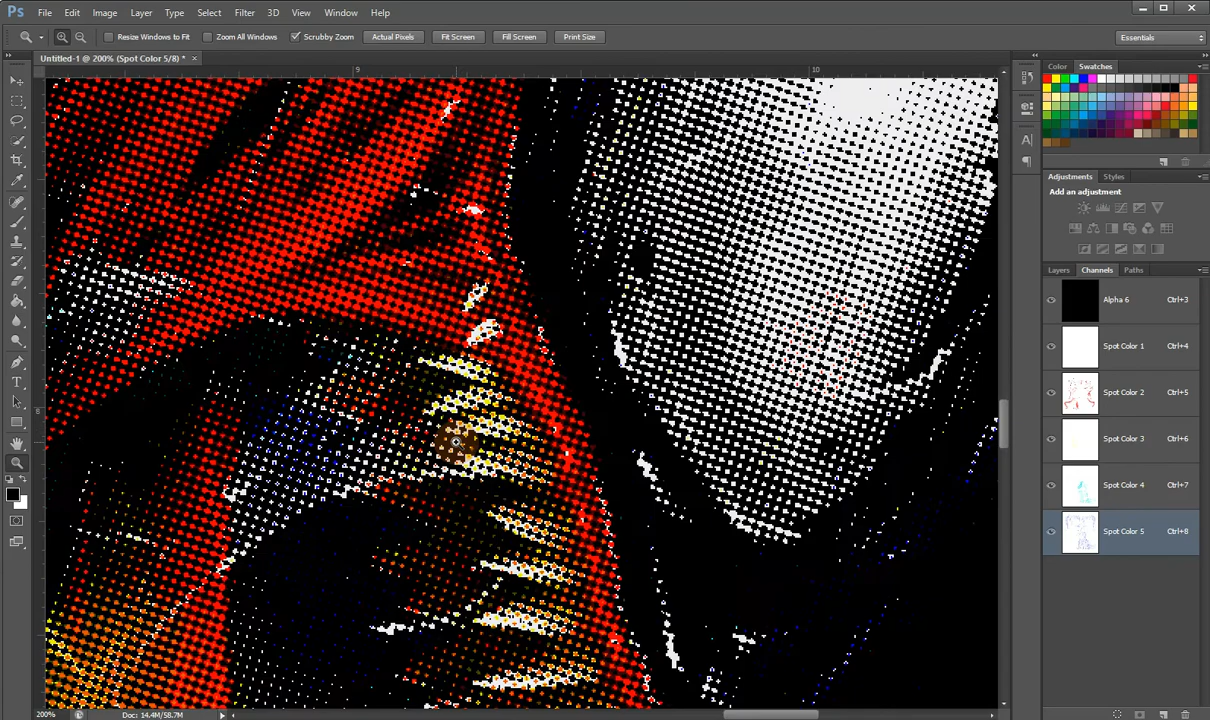 Ps File Edit Image Layer Type Select Filter 3D View Window Help
Resize Windows to Fit Zoom All Windows Scrubby Zoom Actual Pixels Fit Screen Fill Screen Print Size Essentials
Untitled-1 @ 200% (Spot Color 5/8) * ×
9 10
8
Color Swatches
Adjustments Styles
Add an adjustment
Layers Channels Paths
Alpha 6 Ctrl+3
Spot Color 1 Ctrl+4
Spot Color 2 Ctrl+5
Spot Color 3 Ctrl+6
Spot Color 4 Ctrl+7
Spot Color 5 Ctrl+8
200% Doc: 14.4M/58.7M